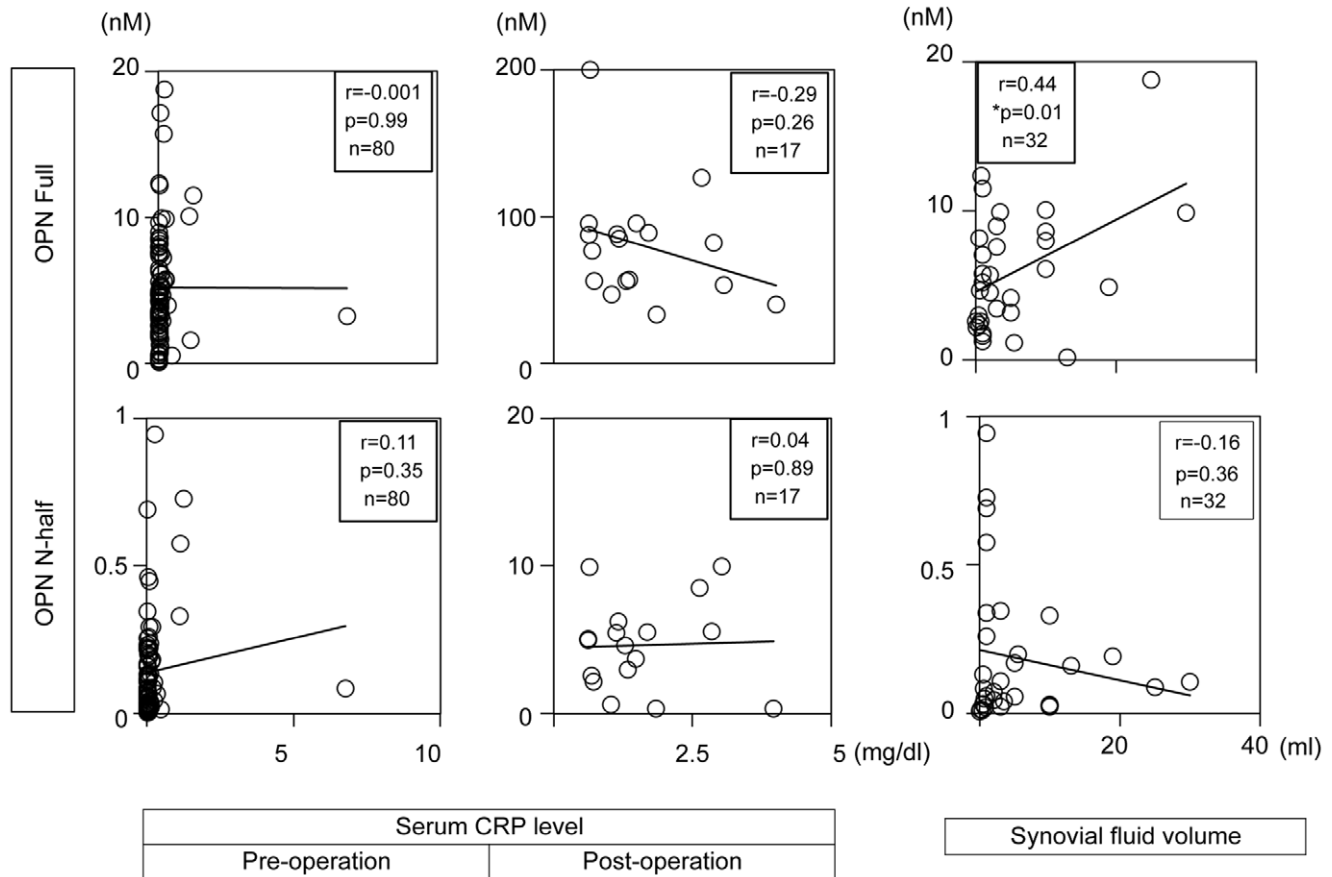 (nM)
(nM)
(nM)
OPN Full
20
10
0
r=-0.001
p=0.99
n=80
200
100
0
r=-0.29
p=0.26
n=17
20
10
0
r=0.44
*p=0.01
n=32
OPN N-half
1
0.5
0
r=0.11
p=0.35
n=80
20
10
0
r=0.04
p=0.89
n=17
1
0.5
0
r=-0.16
p=0.36
n=32
5
10
2.5
5
(mg/dl)
20
40
(ml)
Serum CRP level
Pre-operation
Post-operation
Synovial fluid volume